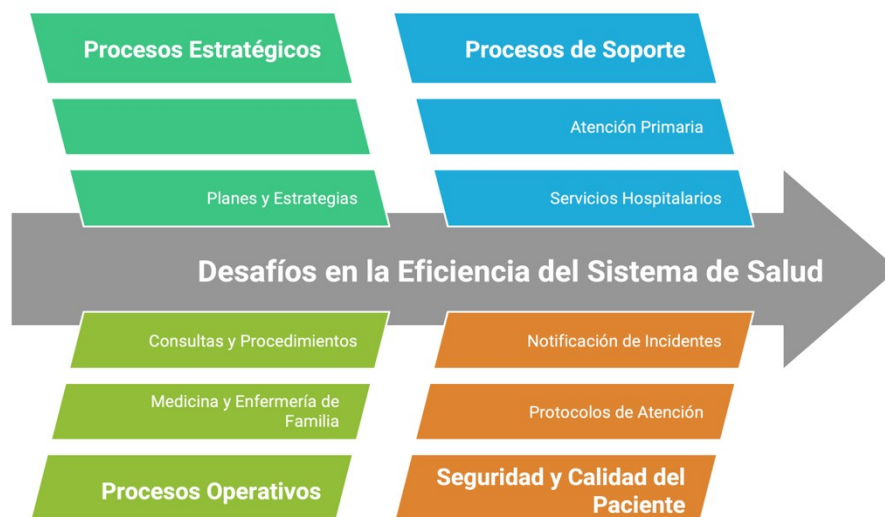 Procesos Estratégicos
Procesos de Soporte
Atención Primaria
Planes y Estrategias
Servicios Hospitalarios
Desafíos en la Eficiencia del Sistema de Salud
Consultas y Procedimientos
Notificación de Incidentes
Medicina y Enfermería de
Familia
Protocolos de Atención
Procesos Operativos
Seguridad y Calidad del
Paciente